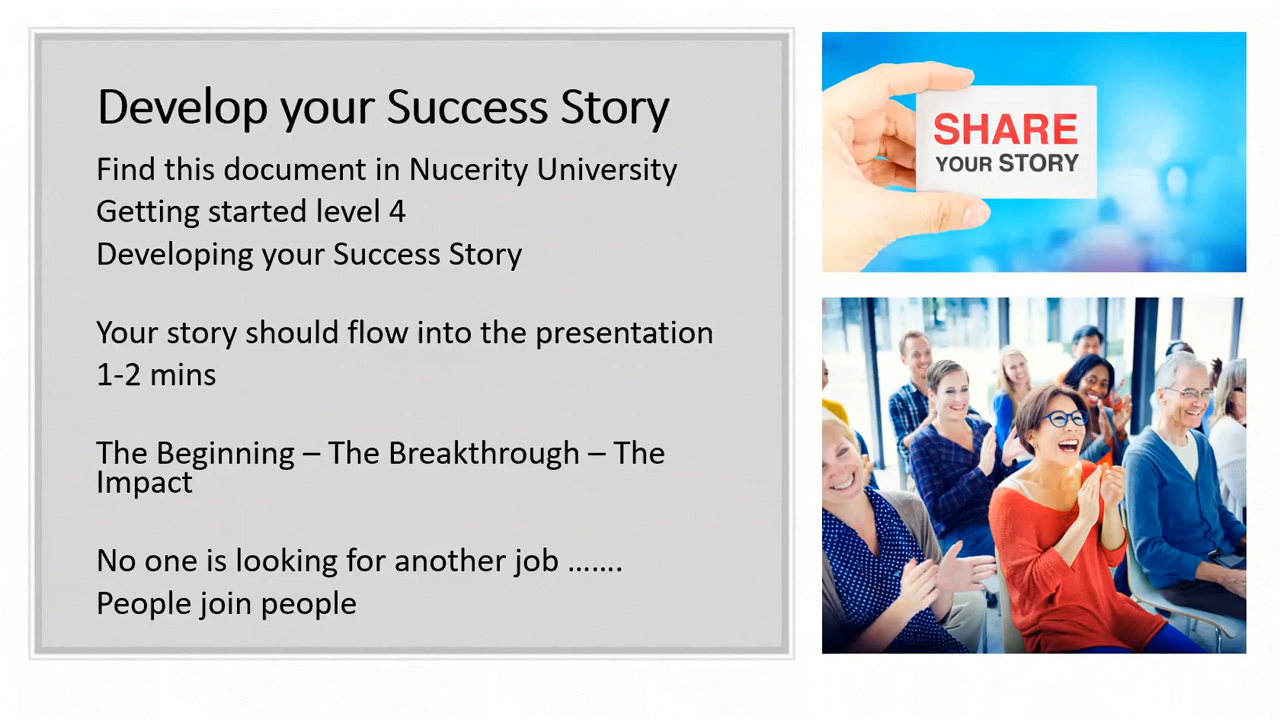 Develop your Success Story
Find this document in Nucerity University
Getting started level 4
Developing your Success Story
Your story should flow into the presentation
1-2 mins
The Beginning – The Breakthrough – The
Impact
No one is looking for another job …….
People join people
SHARE
YOUR STORY